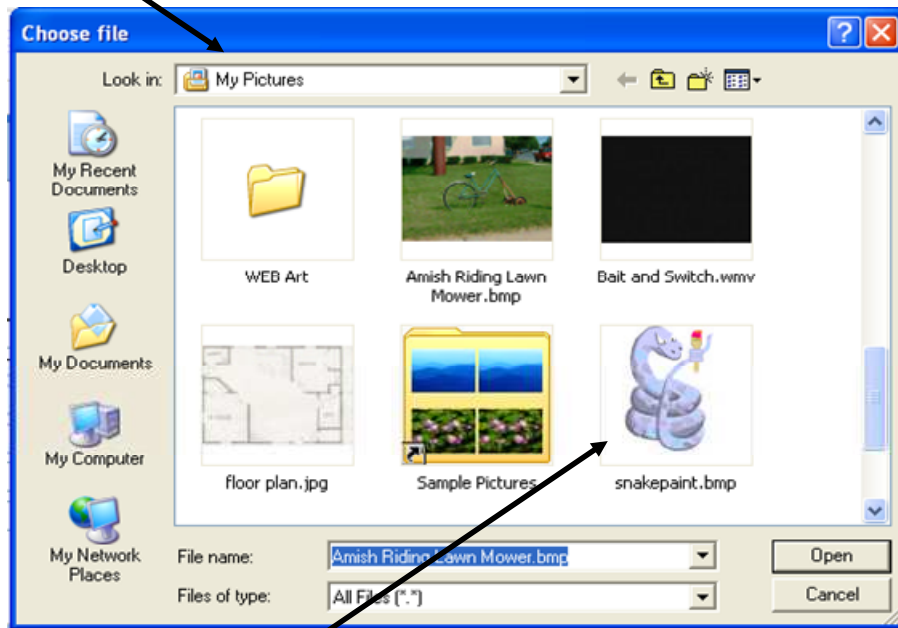 Choose file
Look in:
My Pictures
My Recent
Documents
Desktop
My Documents
My Computer
My Network
Places
WEB Art
Amish Riding Lawn
Mower.bmp
Bait and Switch.wmv
floor plan.jpg
Sample Pictures
snakepaint.bmp
File name:
Amish Riding Lawn Mower.bmp
Open
Files of type:
All Files (*.*)
Cancel